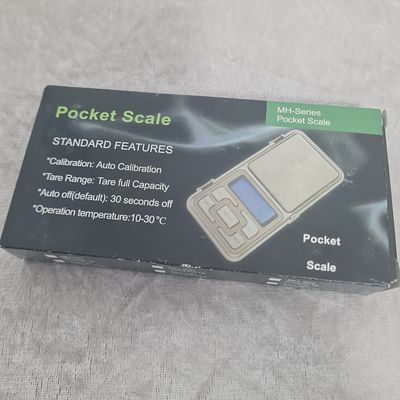 Pocket Scale
MH-Series
Pocket Scale
STANDARD FEATURES
*Calibration: Auto Calibration
*Tare Range: Tare full Capacity
*Auto off(default): 30 seconds off
*Operation temperature:10-30℃
Pocket
Scale